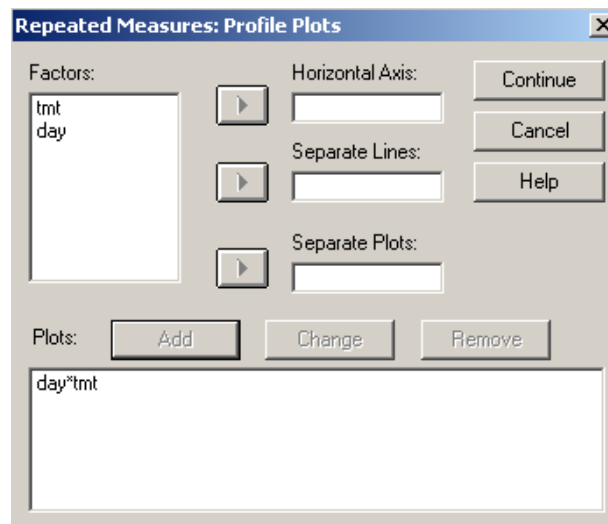 Repeated Measures: Profile Plots
Factors:
tmt
day
Horizontal Axis:
Separate Lines:
Separate Plots:
Continue
Cancel
Help
Plots:
Add
Change
Remove
day*tmt